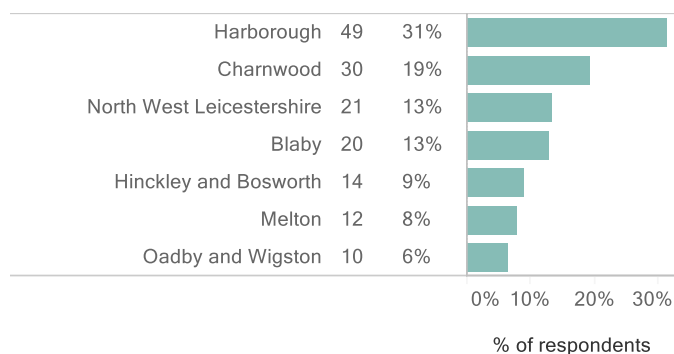 Harborough 49 31%
Charnwood 30 19%
North West Leicestershire 21 13%
Blaby 20 13%
Hinckley and Bosworth 14 9%
Melton 12 8%
Oadby and Wigston 10 6%
0% 10% 20% 30%
% of respondents